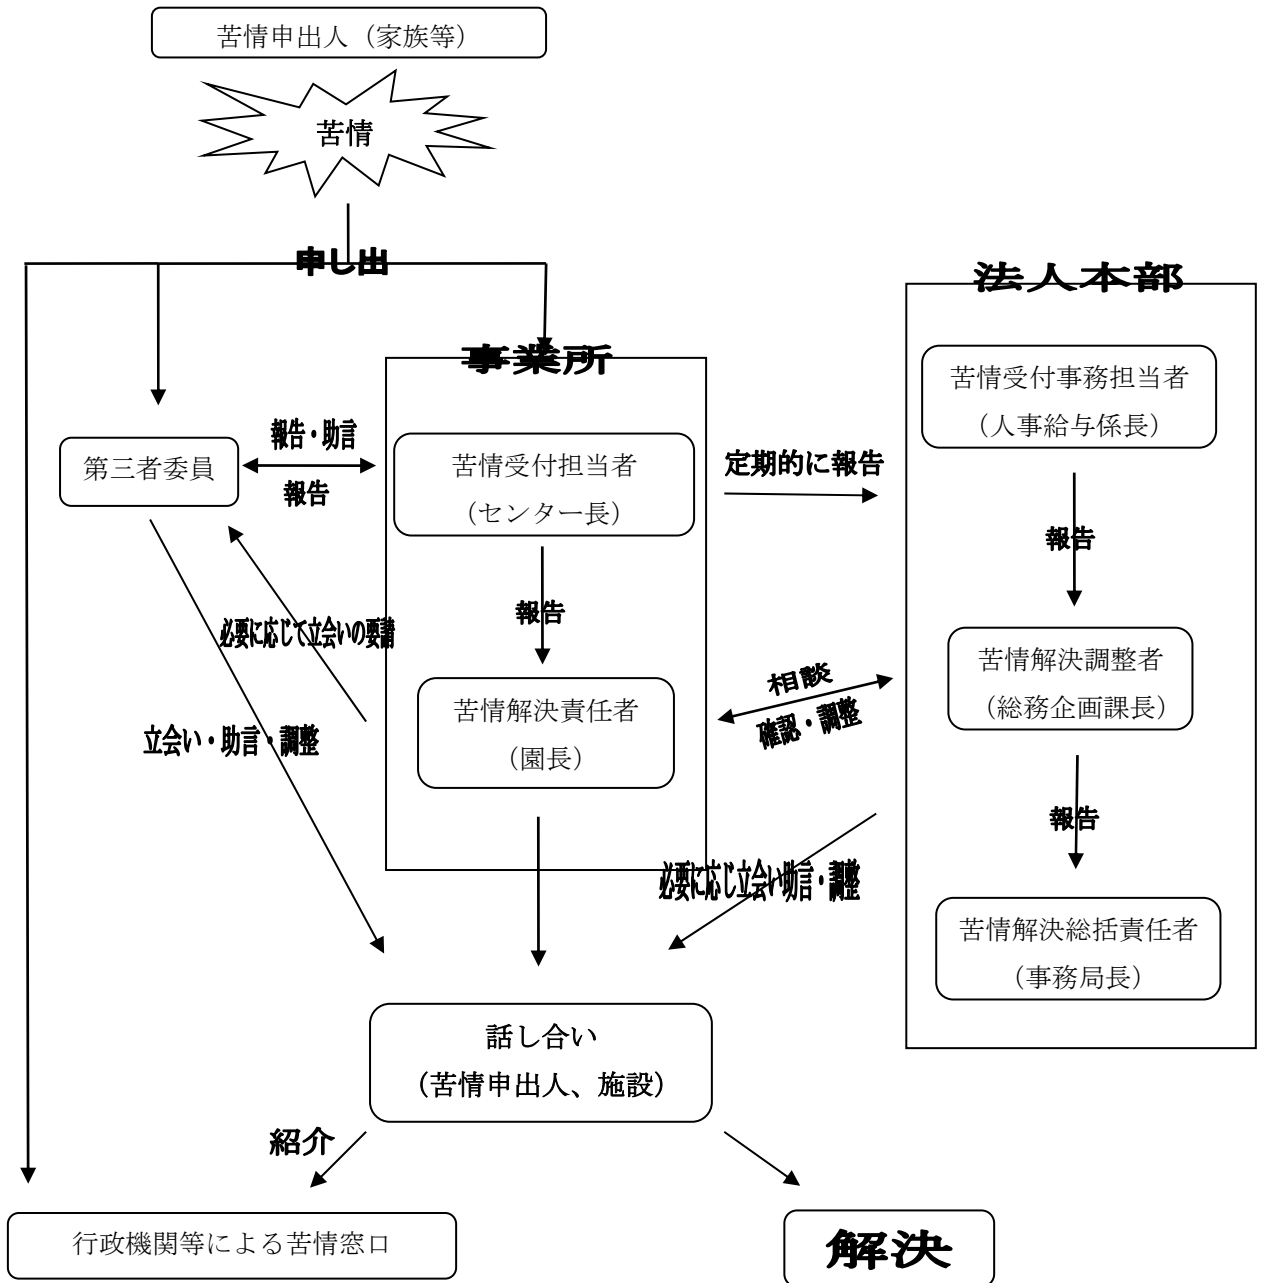 苦情申出人（家族等）
苦情
申し出
法人本部
事業所
苦情受付事務担当者
（人事給与係長）
報告・助言
第三者委員
報告
苦情受付担当者
（センター長）
定期的に報告
報告
報告
必要に応じて立会いの要請
苦情解決調整者
（総務企画課長）
相談
確認・調整
苦情解決責任者
（園長）
立会い・助言・調整
報告
必要に応じ立会い助言・調整
苦情解決総括責任者
（事務局長）
話し合い
（苦情申出人、施設）
紹介
行政機関等による苦情窓口
解決